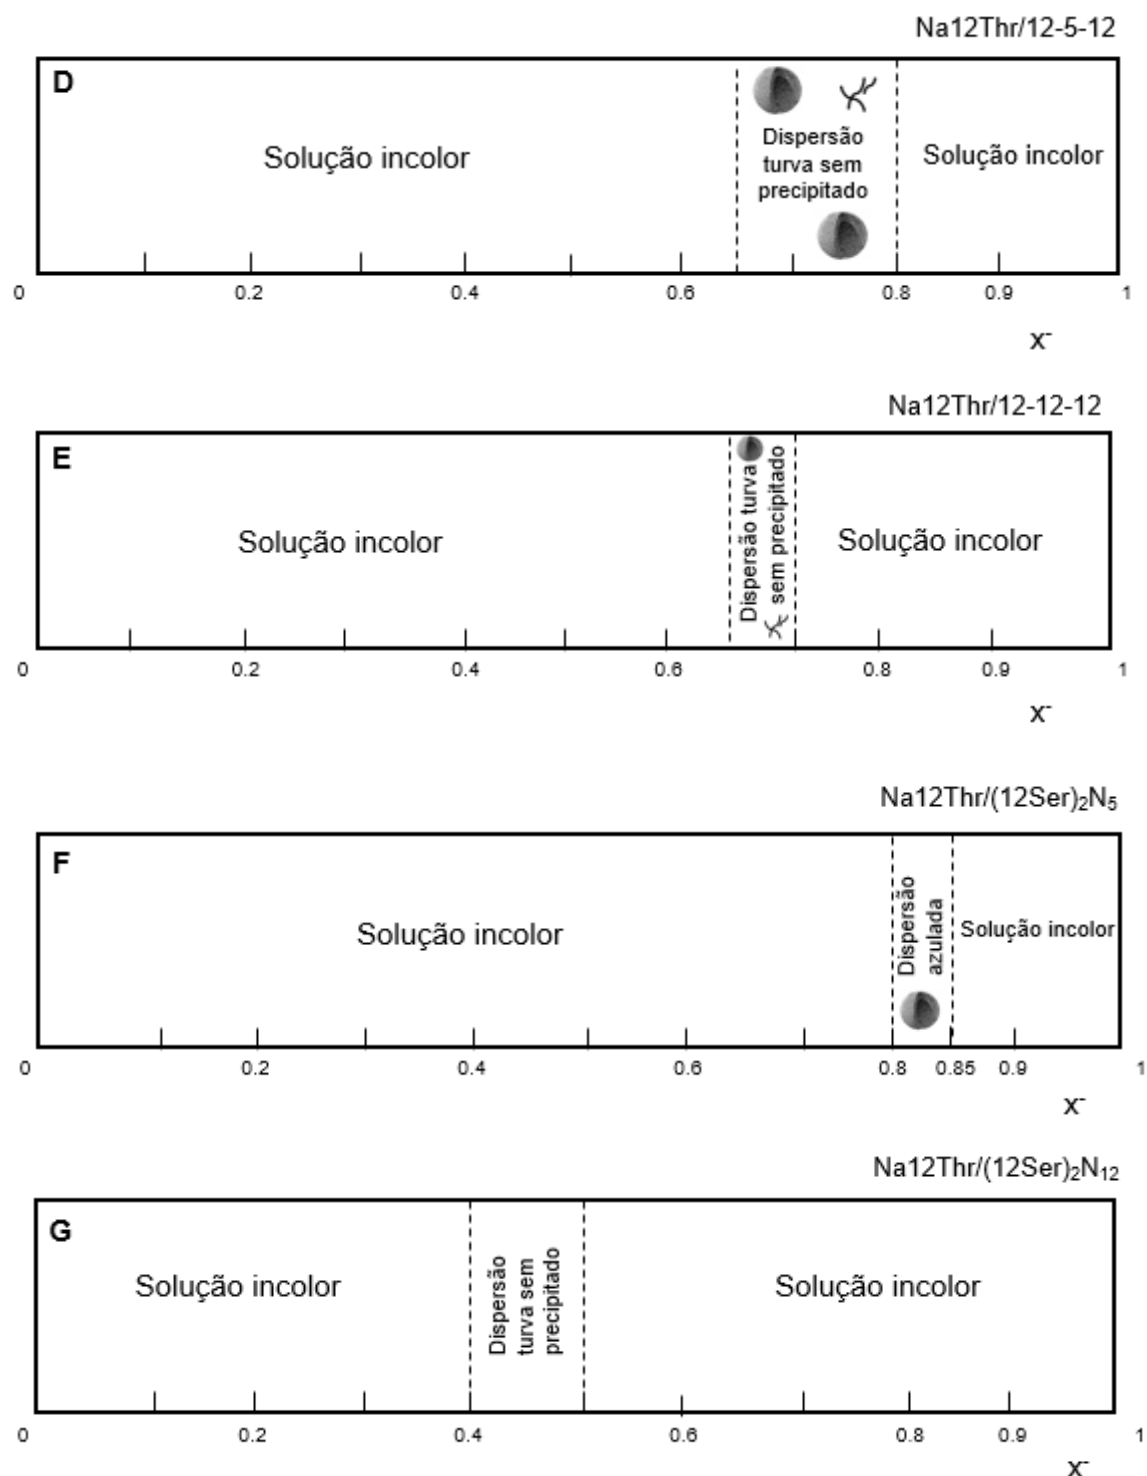 Na12Thr/12-5-12
D
Solução incolor
Dispersão
turva sem
precipitado
Solução incolor
0 0.2 0.4 0.6 0.8 0.9 1
x⁻
Na12Thr/12-12-12
E
Solução incolor
Dispersão turva
sem precipitado
Solução incolor
0 0.2 0.4 0.6 0.8 0.9 1
x⁻
Na12Thr/(12Ser)₂N₅
F
Solução incolor
Dispersão
azulada
Solução incolor
0 0.2 0.4 0.6 0.8 0.85 0.9 1
x⁻
Na12Thr/(12Ser)₂N₁₂
G
Solução incolor
Dispersão
turva sem
precipitado
Solução incolor
0 0.2 0.4 0.6 0.8 0.9 1
x⁻